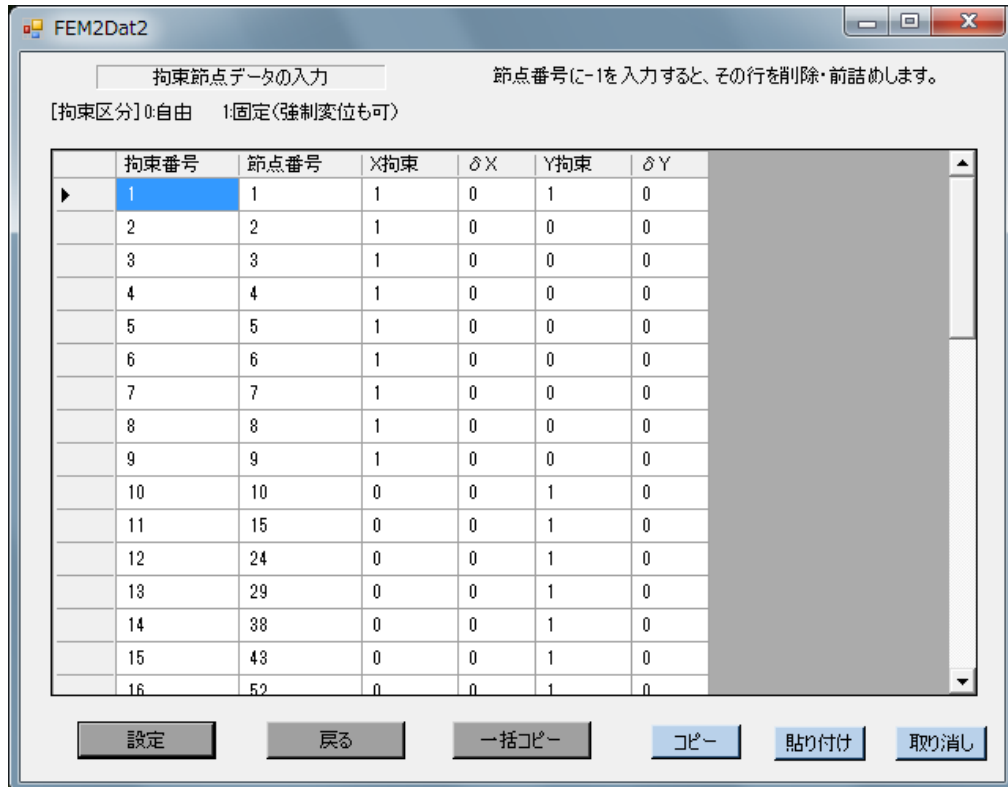 FEM2Dat2
拘束節点データの入力 節点番号に-1を入力すると、その行を削除・前詰めします。
[拘束区分]0:自由 1:固定(強制変位も可)
拘束番号 節点番号 X拘束 δX Y拘束 δY
1 1 1 0 1 0
2 2 1 0 0 0
3 3 1 0 0 0
4 4 1 0 0 0
5 5 1 0 0 0
6 6 1 0 0 0
7 7 1 0 0 0
8 8 1 0 0 0
9 9 1 0 0 0
10 10 0 0 1 0
11 15 0 0 1 0
12 24 0 0 1 0
13 29 0 0 1 0
14 38 0 0 1 0
15 43 0 0 1 0
16 52 0 0 1 0
設定 戻る 一括コピー コピー 貼り付け 取り消し